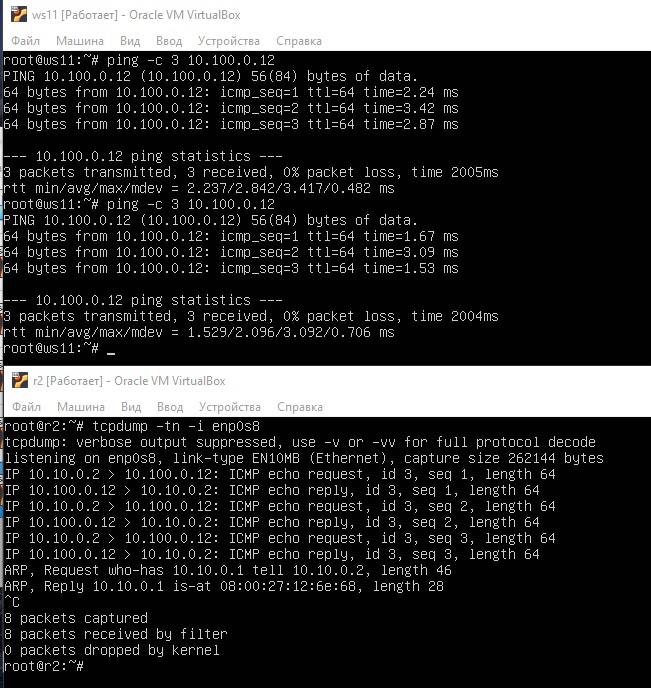 ws11 [Работает] - Oracle VM VirtualBox
Файл Машина Вид Ввод Устройства Справка
root@ws11:~# ping -c 3 10.100.0.12
PING 10.100.0.12 (10.100.0.12) 56(84) bytes of data.
64 bytes from 10.100.0.12: icmp_seq=1 ttl=64 time=2.24 ms
64 bytes from 10.100.0.12: icmp_seq=2 ttl=64 time=3.42 ms
64 bytes from 10.100.0.12: icmp_seq=3 ttl=64 time=2.87 ms
--- 10.100.0.12 ping statistics ---
3 packets transmitted, 3 received, 0% packet loss, time 2005ms
rtt min/avg/max/mdev = 2.237/2.842/3.417/0.482 ms
root@ws11:~# ping -c 3 10.100.0.12
PING 10.100.0.12 (10.100.0.12) 56(84) bytes of data.
64 bytes from 10.100.0.12: icmp_seq=1 ttl=64 time=1.67 ms
64 bytes from 10.100.0.12: icmp_seq=2 ttl=64 time=3.09 ms
64 bytes from 10.100.0.12: icmp_seq=3 ttl=64 time=1.53 ms
--- 10.100.0.12 ping statistics ---
3 packets transmitted, 3 received, 0% packet loss, time 2004ms
rtt min/avg/max/mdev = 1.529/2.096/3.092/0.706 ms
root@ws11:~# _
r2 [Работает] - Oracle VM VirtualBox
Файл Машина Вид Ввод Устройства Справка
root@r2:~# tcpdump -tn -i enp0s8
tcpdump: verbose output suppressed, use -v or -vv for full protocol decode
listening on enp0s8, link-type EN10MB (Ethernet), capture size 262144 bytes
IP 10.10.0.2 > 10.100.0.12: ICMP echo request, id 3, seq 1, length 64
IP 10.100.0.12 > 10.10.0.2: ICMP echo reply, id 3, seq 1, length 64
IP 10.10.0.2 > 10.100.0.12: ICMP echo request, id 3, seq 2, length 64
IP 10.100.0.12 > 10.10.0.2: ICMP echo reply, id 3, seq 2, length 64
IP 10.10.0.2 > 10.100.0.12: ICMP echo request, id 3, seq 3, length 64
IP 10.100.0.12 > 10.10.0.2: ICMP echo reply, id 3, seq 3, length 64
ARP, Request who-has 10.10.0.1 tell 10.10.0.2, length 46
ARP, Reply 10.10.0.1 is-at 08:00:27:12:6e:68, length 28
^C
8 packets captured
8 packets received by filter
0 packets dropped by kernel
root@r2:~#